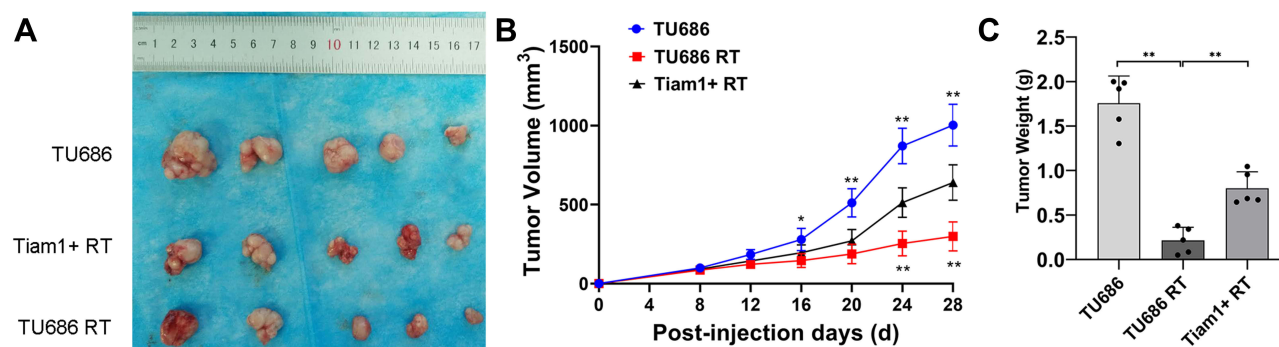 A
cm 1 2 3 4 5 6 7 8 9 10 11 12 13 14 15 16 17
TU686
Tiam1+ RT
TU686 RT
B
TU686
TU686 RT
Tiam1+ RT
Tumor Volume (mm³)
1500
1000
500
0
*
**
**
**
**
**
0 4 8 12 16 20 24 28
Post-injection days (d)
C
Tumor Weight (g)
2.5
2.0
1.5
1.0
0.5
0.0
** **
TU686
TU686 RT
Tiam1+ RT